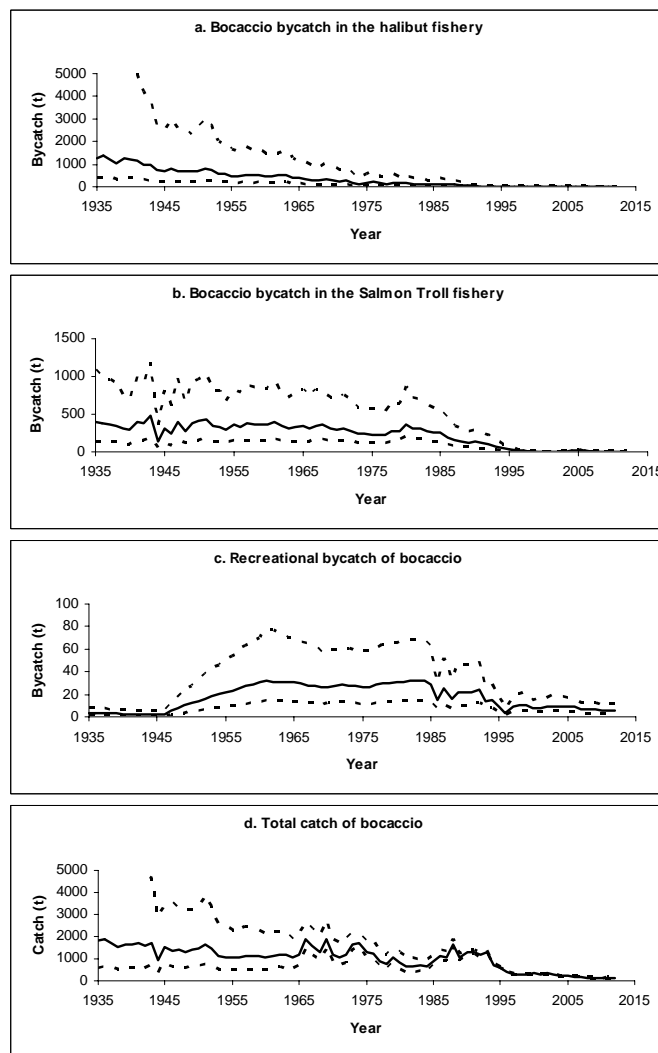 a. Bocaccio bycatch in the halibut fishery
5000
4000
3000
2000
1000
0
Bycatch (t)
1935 1945 1955 1965 1975 1985 1995 2005 2015
Year
b. Bocaccio bycatch in the Salmon Troll fishery
1500
1000
500
0
Bycatch (t)
1935 1945 1955 1965 1975 1985 1995 2005 2015
Year
c. Recreational bycatch of bocaccio
100
80
60
40
20
0
Bycatch (t)
1935 1945 1955 1965 1975 1985 1995 2005 2015
Year
d. Total catch of bocaccio
5000
4000
3000
2000
1000
0
Catch (t)
1935 1945 1955 1965 1975 1985 1995 2005 2015
Year